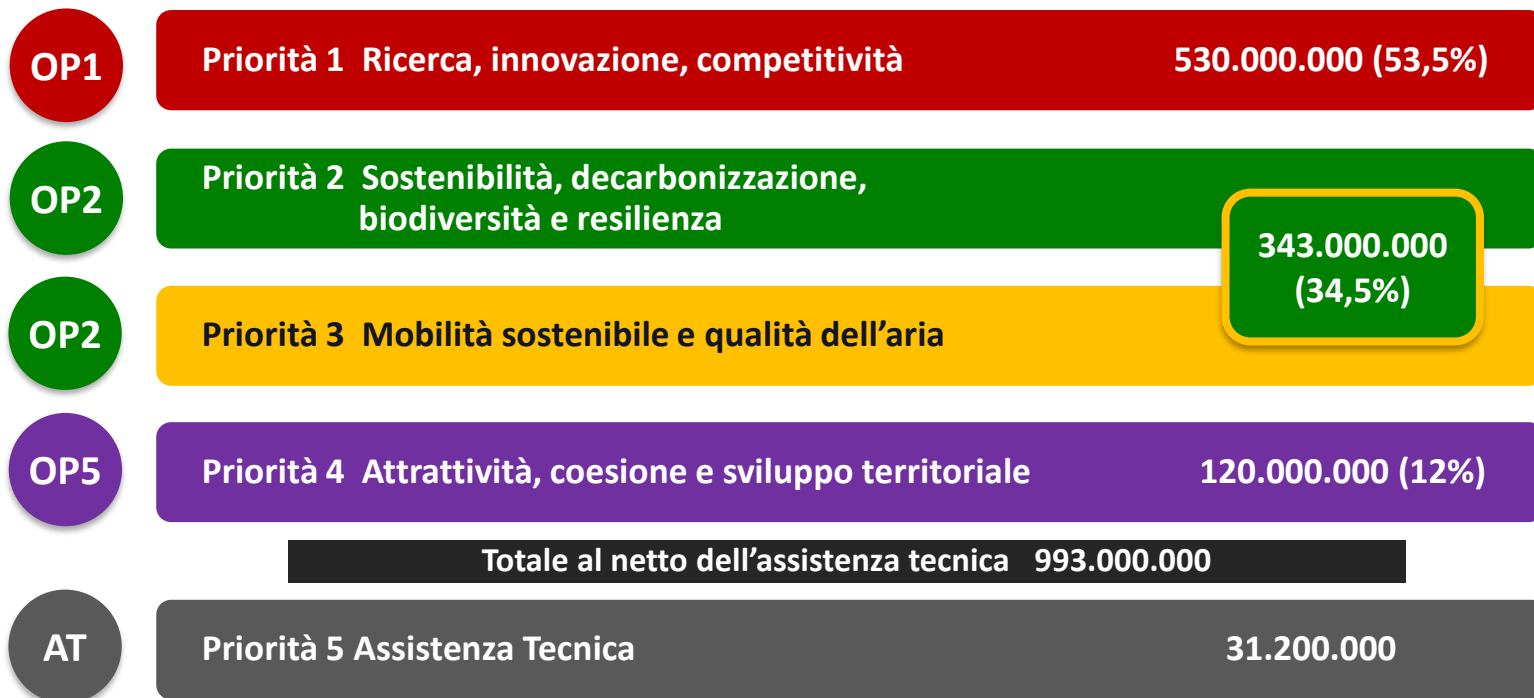 OP1
Priorità 1 Ricerca, innovazione, competitività 530.000.000 (53,5%)
OP2
Priorità 2 Sostenibilità, decarbonizzazione,
biodiversità e resilienza
343.000.000
(34,5%)
OP2
Priorità 3 Mobilità sostenibile e qualità dell’aria
OP5
Priorità 4 Attrattività, coesione e sviluppo territoriale 120.000.000 (12%)
Totale al netto dell’assistenza tecnica 993.000.000
AT
Priorità 5 Assistenza Tecnica 31.200.000